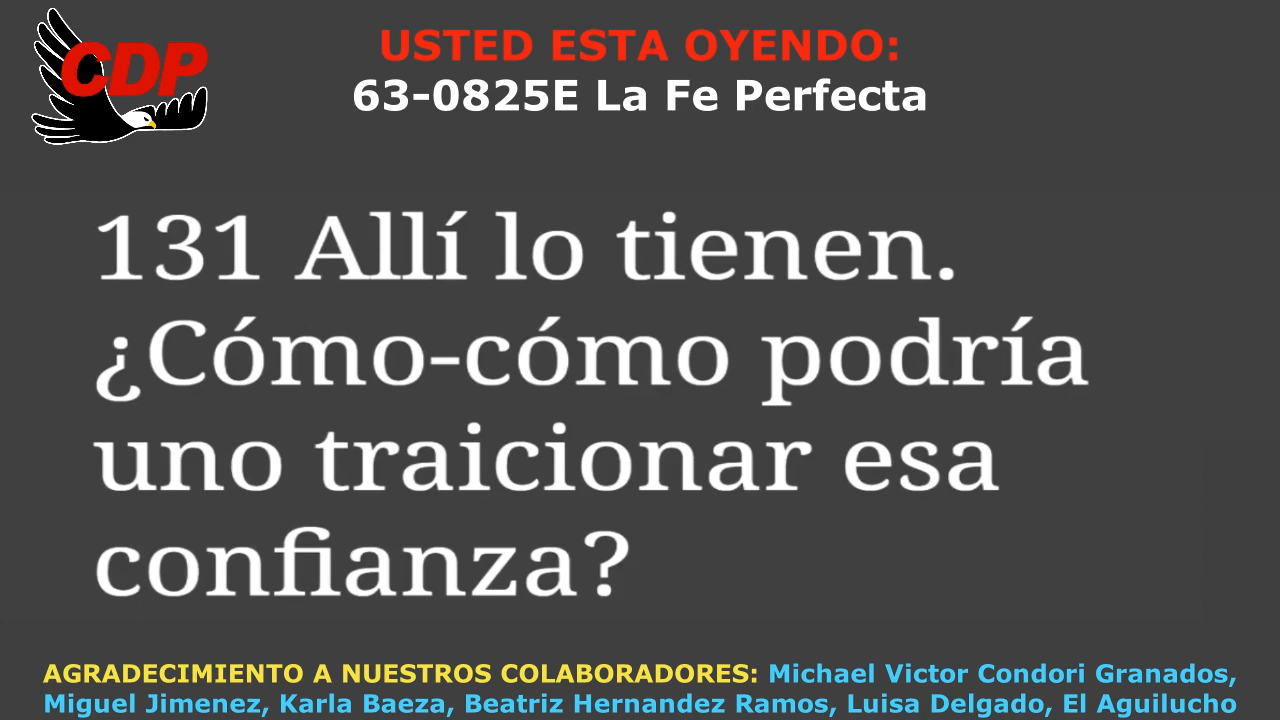 CDP
USTED ESTA OYENDO:
63-0825E La Fe Perfecta
131 Allí lo tienen.
¿Cómo-cómo podría
uno traicionar esa
confianza?
AGRADECIMIENTO A NUESTROS COLABORADORES: Michael Victor Condori Granados,
Miguel Jimenez, Karla Baeza, Beatriz Hernandez Ramos, Luisa Delgado, El Aguilucho